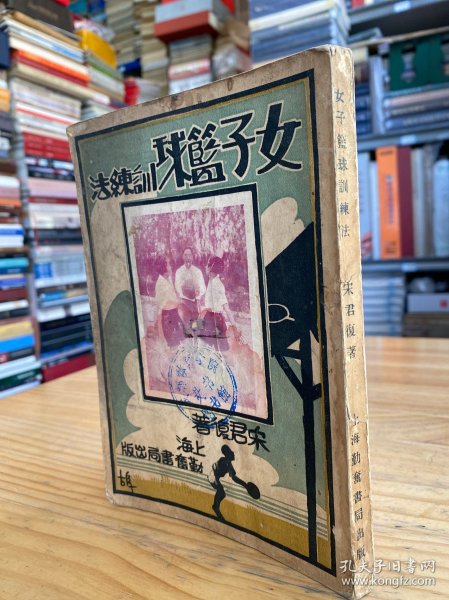 女子籃球訓練法
宋君復著
上海
勤奮書局出版
女子籃球訓練法
宋君復著
上海勤奮書局出版
孔夫子旧书网
www.kongfz.com